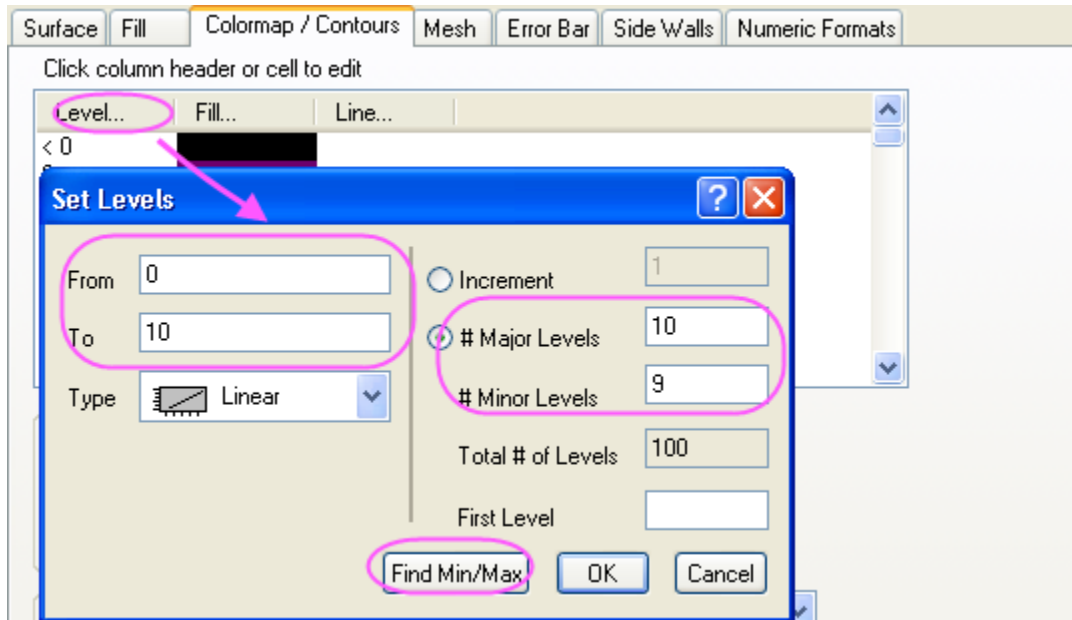 Surface Fill Colormap / Contours Mesh Error Bar Side Walls Numeric Formats
Click column header or cell to edit
Level... Fill... Line...
< 0
Set Levels
From 0
To 10
Type Linear
Increment 1
# Major Levels 10
# Minor Levels 9
Total # of Levels 100
First Level
Find Min/Max OK Cancel